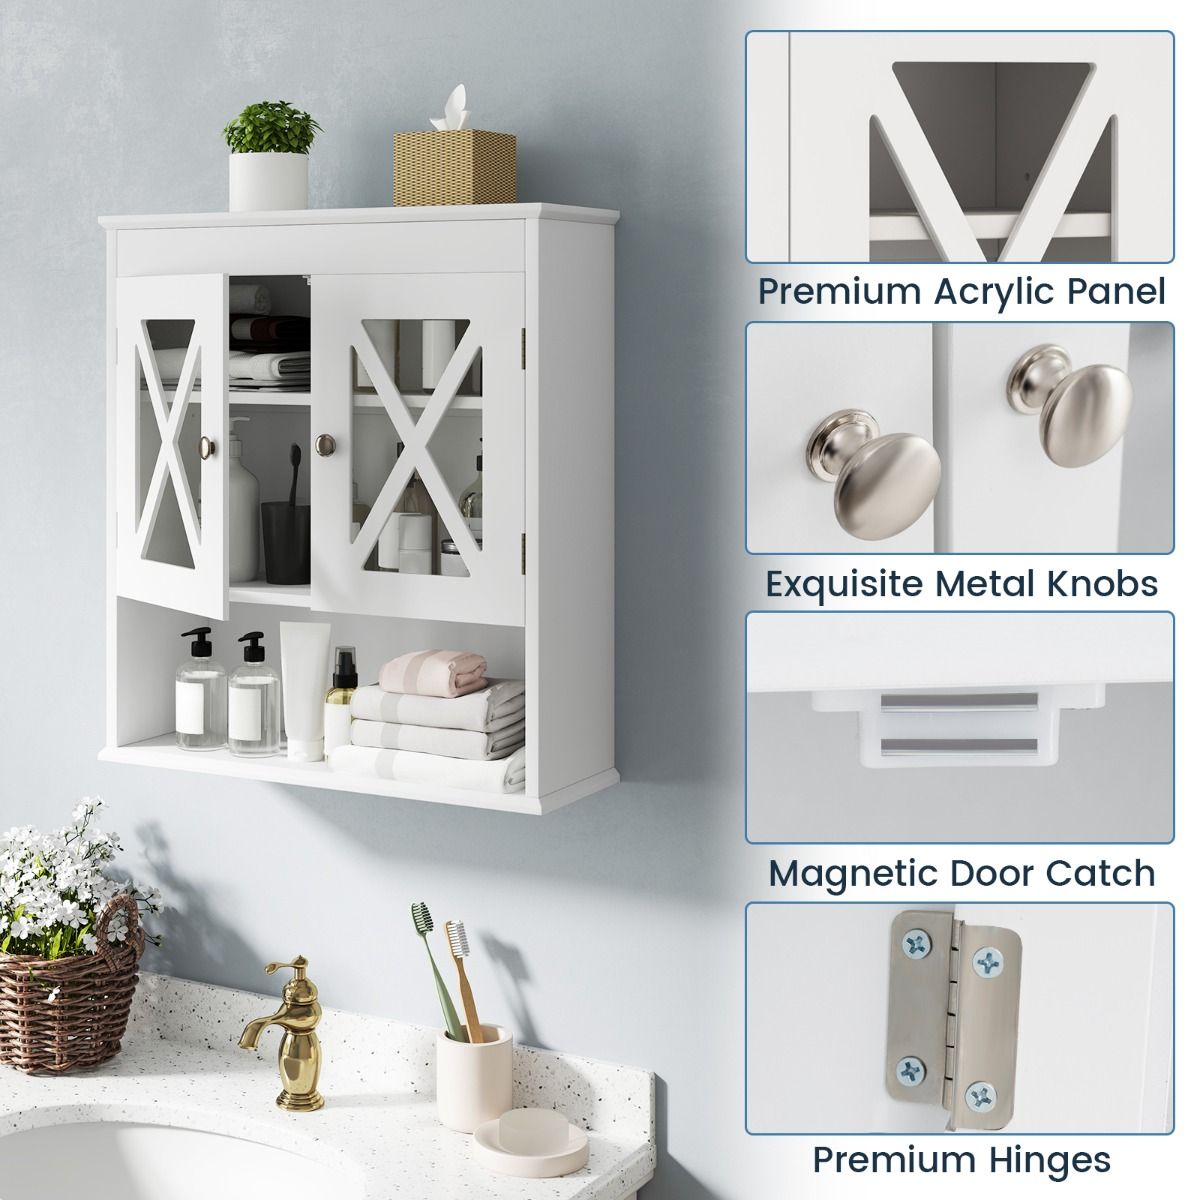 Premium Acrylic Panel
Exquisite Metal Knobs
Magnetic Door Catch
Premium Hinges